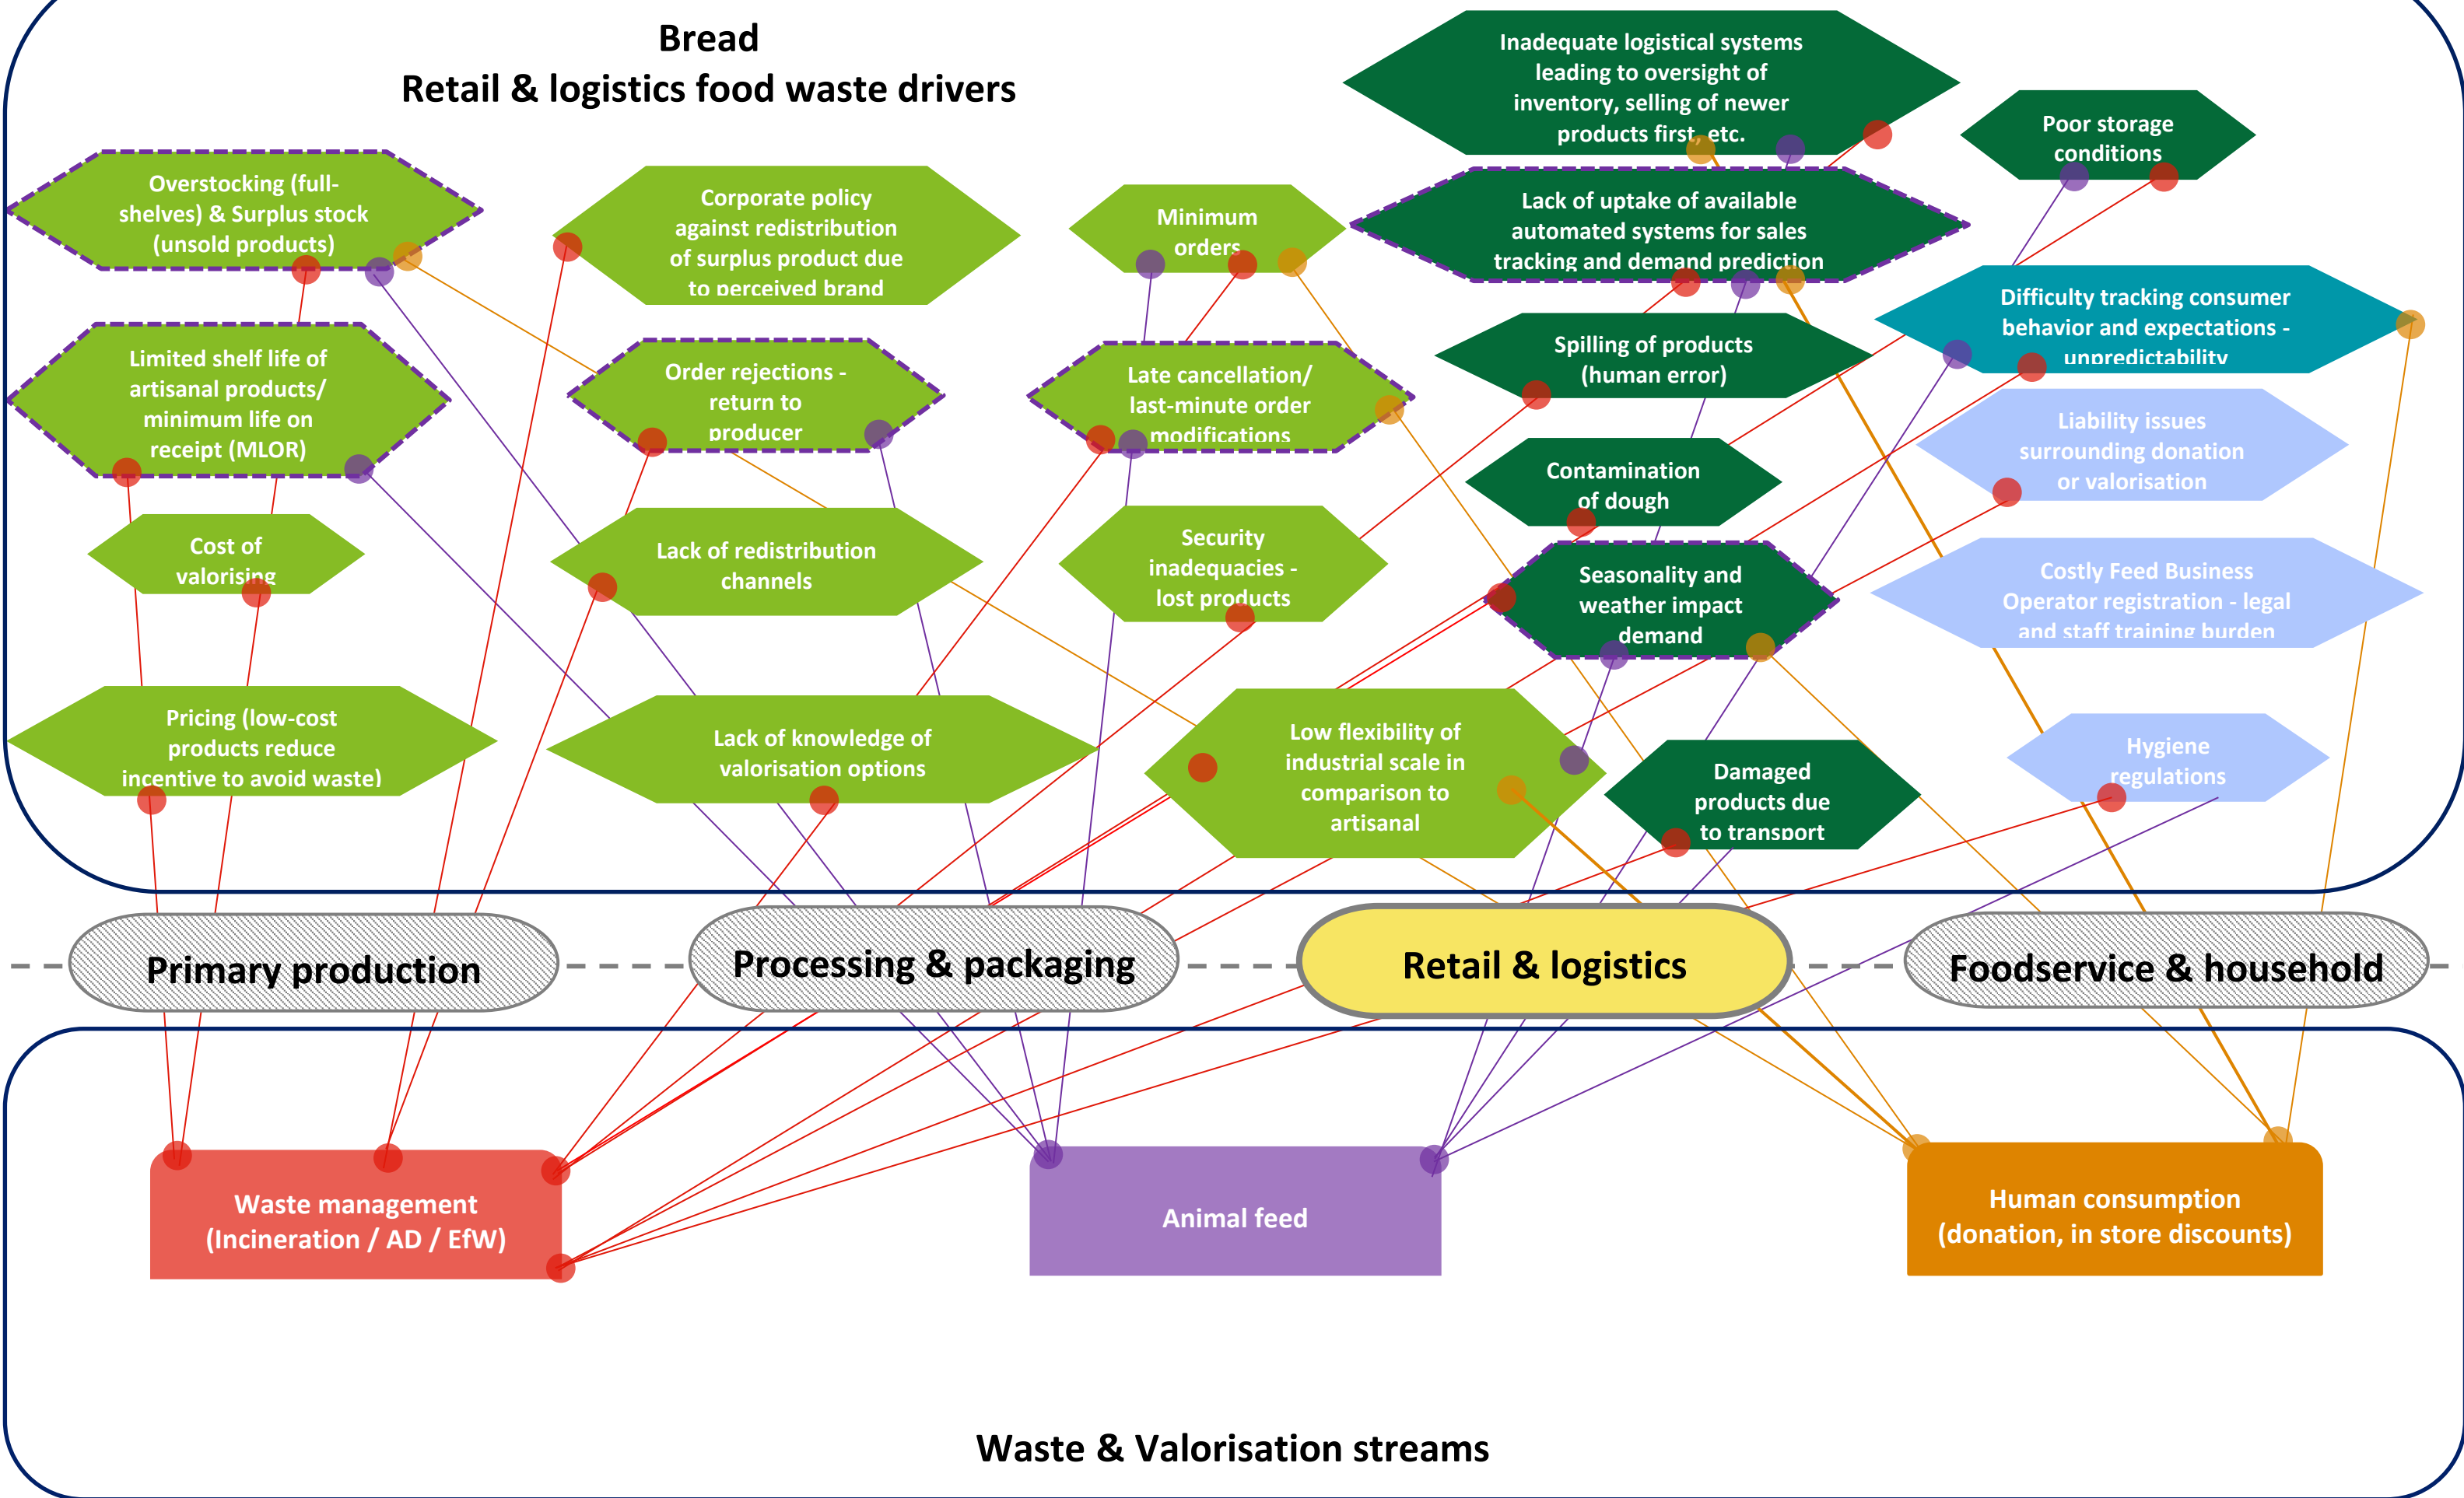 Bread
Retail & logistics food waste drivers
Inadequate logistical systems
leading to oversight of
inventory, selling of newer
products first, etc.
Poor storage
conditions
Overstocking (full-
shelves) & Surplus stock
(unsold products)
Corporate policy
against redistribution
of surplus product due
to perceived brand
Minimum
orders
Lack of uptake of available
automated systems for sales
tracking and demand prediction
Difficulty tracking consumer
behavior and expectations -
unpredictability
Limited shelf life of
artisanal products/
minimum life on
receipt (MLOR)
Order rejections -
return to
producer
Late cancellation/
last-minute order
modifications
Spilling of products
(human error)
Liability issues
surrounding donation
or valorisation
Contamination
of dough
Cost of
valorising
Lack of redistribution
channels
Security
inadequacies -
lost products
Seasonality and
weather impact
demand
Costly Feed Business
Operator registration - legal
and staff training burden
Pricing (low-cost
products reduce
incentive to avoid waste)
Lack of knowledge of
valorisation options
Low flexibility of
industrial scale in
comparison to
artisanal
Damaged
products due
to transport
Hygiene
regulations
Primary production
Processing & packaging
Retail & logistics
Foodservice & household
Waste management
(Incineration / AD / EfW)
Animal feed
Human consumption
(donation, in store discounts)
Waste & Valorisation streams